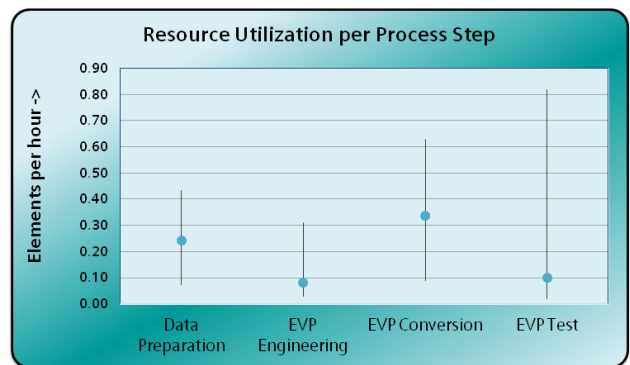 Resource Utilization per Process Step
Elements per hour ->
0.90
0.80
0.70
0.60
0.50
0.40
0.30
0.20
0.10
0.00
Data
Preparation
EVP
Engineering
EVP Conversion
EVP Test